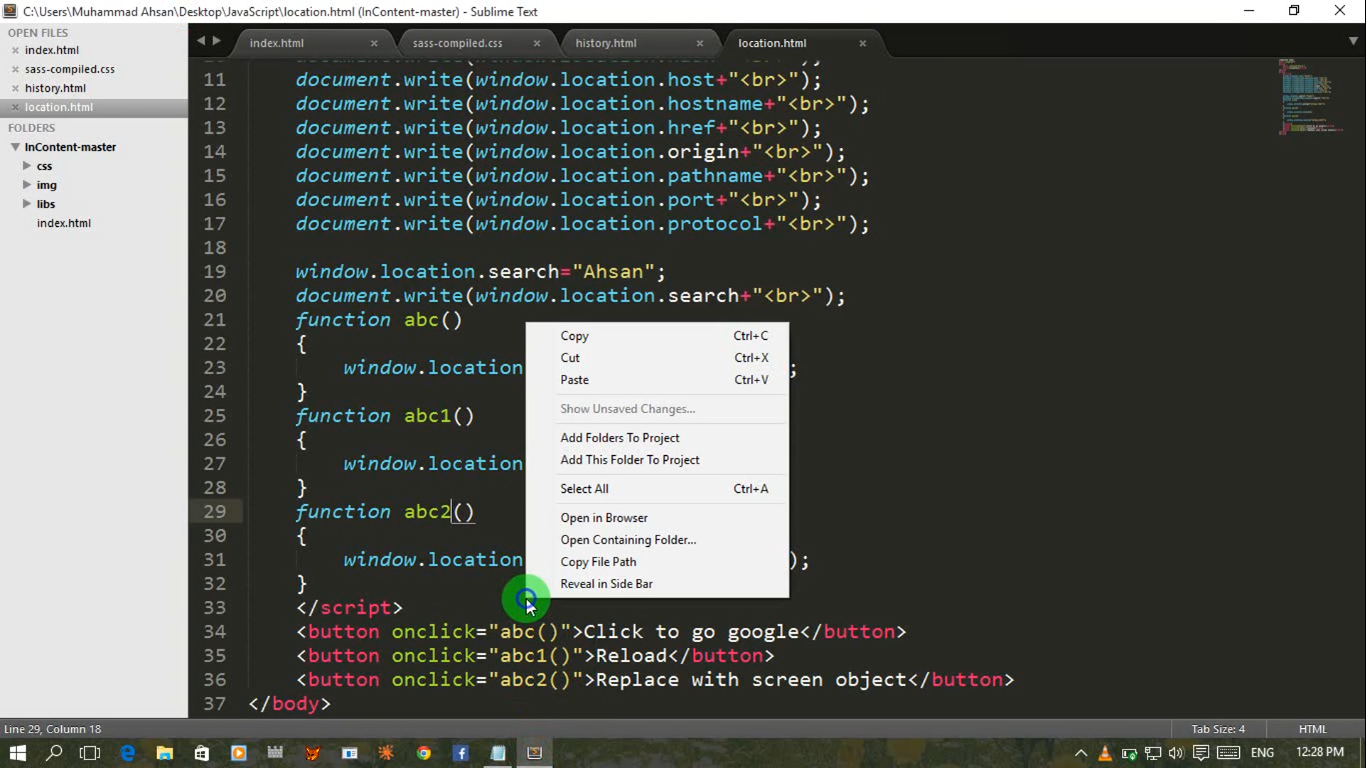 C:\Users\Muhammad Ahsan\Desktop\JavaScript\location.html (InContent-master) - Sublime Text
OPEN FILES
index.html
sass-compiled.css
history.html
location.html
FOLDERS
InContent-master
css
img
libs
index.html
index.html
sass-compiled.css
history.html
location.html
11 document.write(window.location.host+"<br>");
12 document.write(window.location.hostname+"<br>");
13 document.write(window.location.href+"<br>");
14 document.write(window.location.origin+"<br>");
15 document.write(window.location.pathname+"<br>");
16 document.write(window.location.port+"<br>");
17 document.write(window.location.protocol+"<br>");
18
19 window.location.search="Ahsan";
20 document.write(window.location.search+"<br>");
21 function abc()
22 {
23 window.location ;
24 }
25 function abc1()
26 {
27 window.location
28 }
29 function abc2()
30 {
31 window.location );
32 }
33 </script>
34 <button onclick="abc()">Click to go google</button>
35 <button onclick="abc1()">Reload</button>
36 <button onclick="abc2()">Replace with screen object</button>
37 </body>
Copy Ctrl+C
Cut Ctrl+X
Paste Ctrl+V
Show Unsaved Changes...
Add Folders To Project
Add This Folder To Project
Select All Ctrl+A
Open in Browser
Open Containing Folder...
Copy File Path
Reveal in Side Bar
Line 29, Column 18
Tab Size: 4
HTML
ENG
12:28 PM